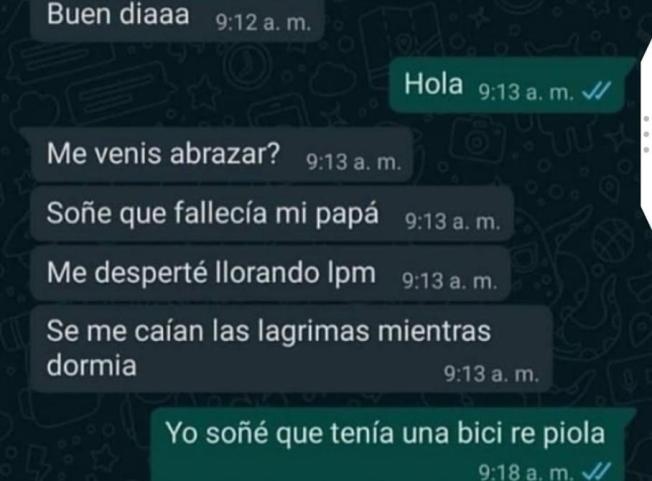 Buen diaaa 9:12 a. m.
Hola 9:13 a. m.
Me venis abrazar? 9:13 a. m.
Soñe que fallecía mi papá 9:13 a. m.
Me desperté llorando lpm 9:13 a. m.
Se me caían las lagrimas mientras
dormia 9:13 a. m.
Yo soñé que tenía una bici re piola
9:18 a. m.